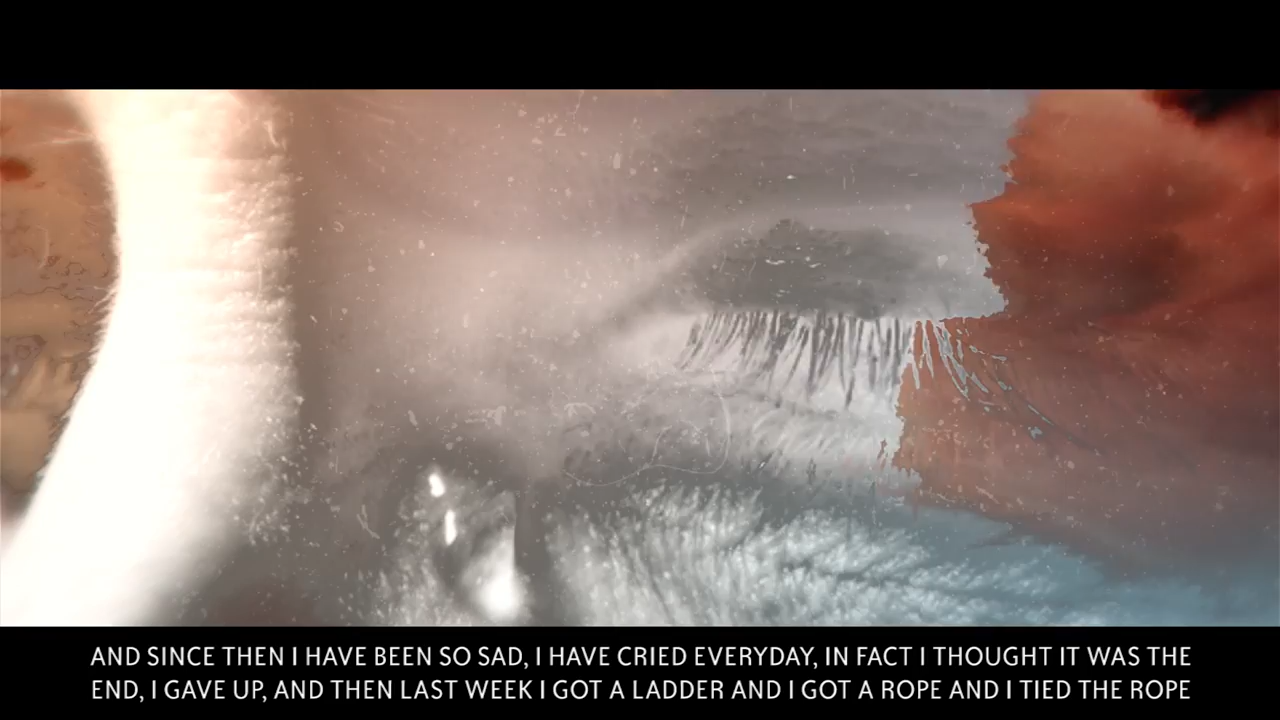 AND SINCE THEN I HAVE BEEN SO SAD, I HAVE CRIED EVERYDAY, IN FACT I THOUGHT IT WAS THE
END, I GAVE UP, AND THEN LAST WEEK I GOT A LADDER AND I GOT A ROPE AND I TIED THE ROPE